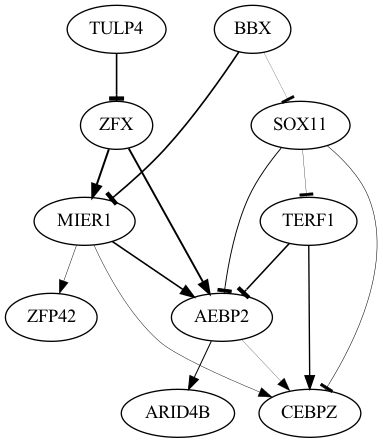 TULP4
BBX
ZFX
SOX11
MIER1
TERF1
ZFP42
AEBP2
ARID4B
CEBPZ